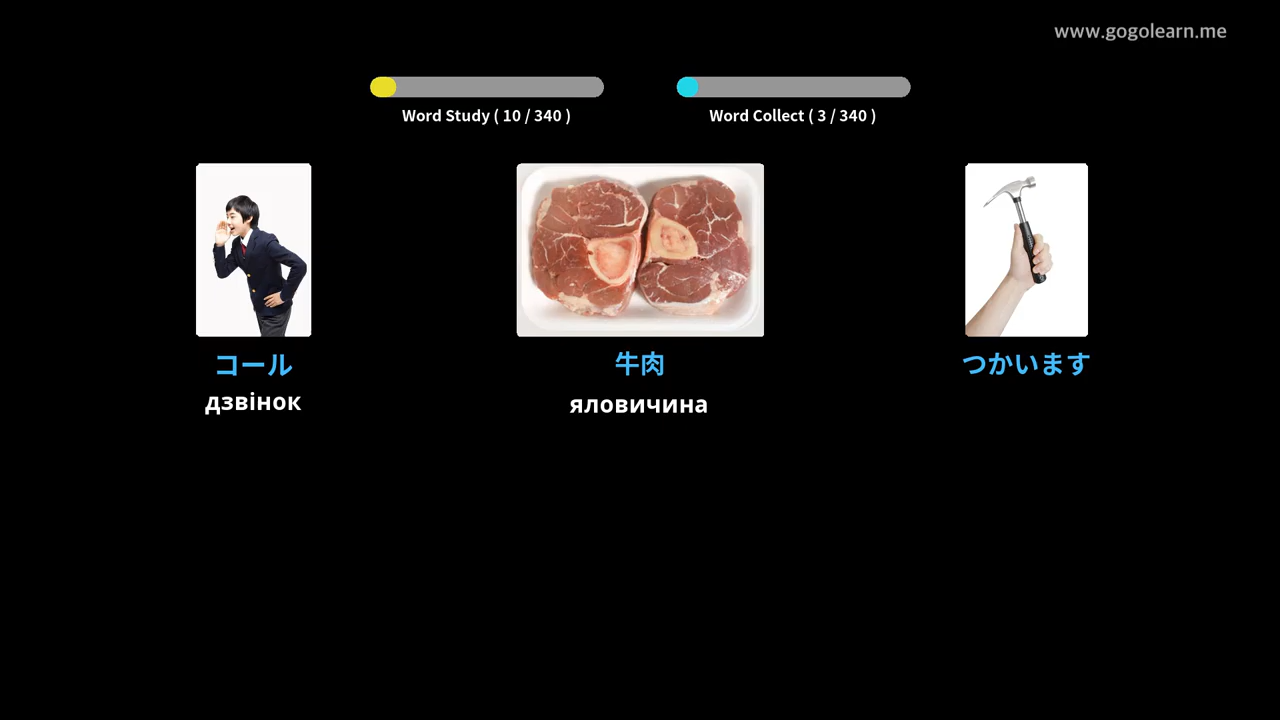 www.gogolearn.me
Word Study ( 10 / 340 )
Word Collect ( 3 / 340 )
コール
дзвінок
牛肉
яловичина
つかいます